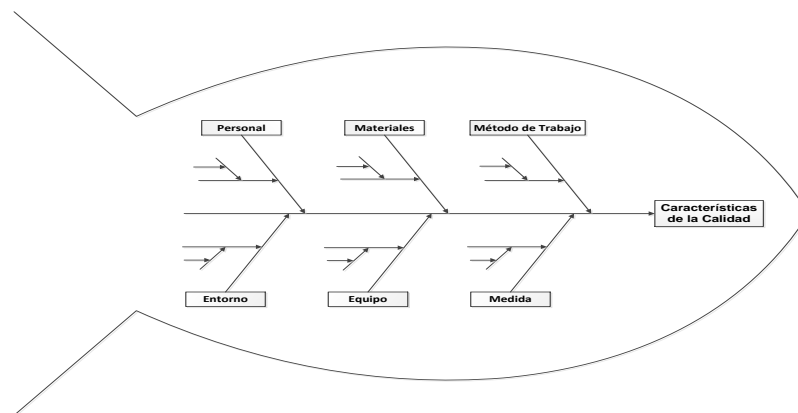 Personal
Materiales
Método de Trabajo
Características
de la Calidad
Entorno
Equipo
Medida